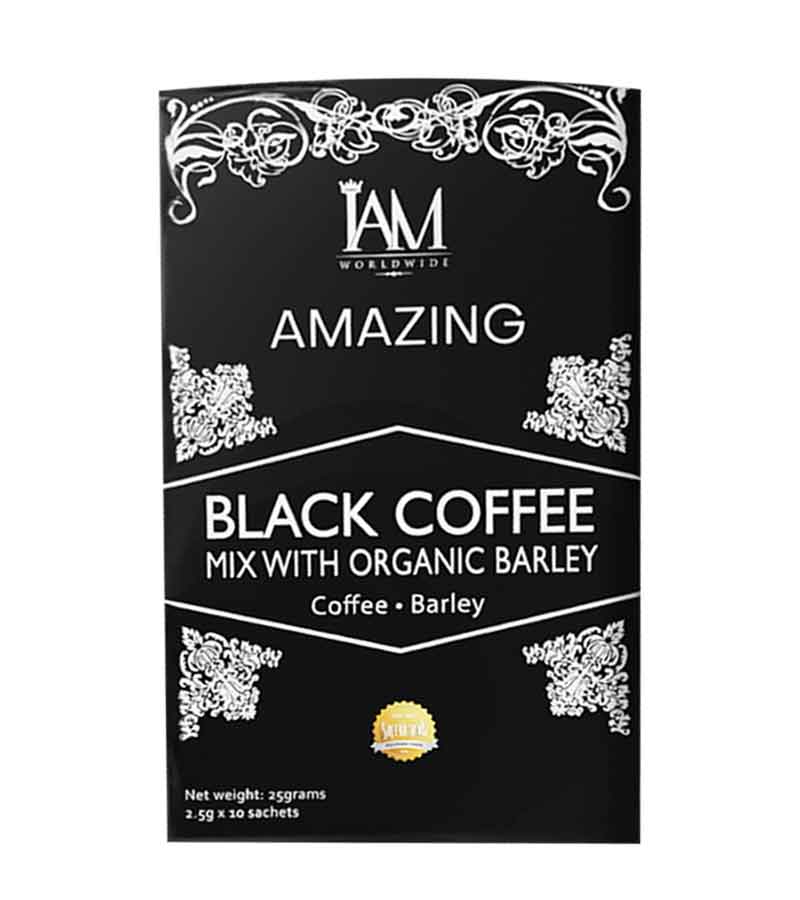 IAM
WORLDWIDE
AMAZING
BLACK COFFEE
MIX WITH ORGANIC BARLEY
Coffee • Barley
Net weight: 25grams
2.5g x 10 sachets